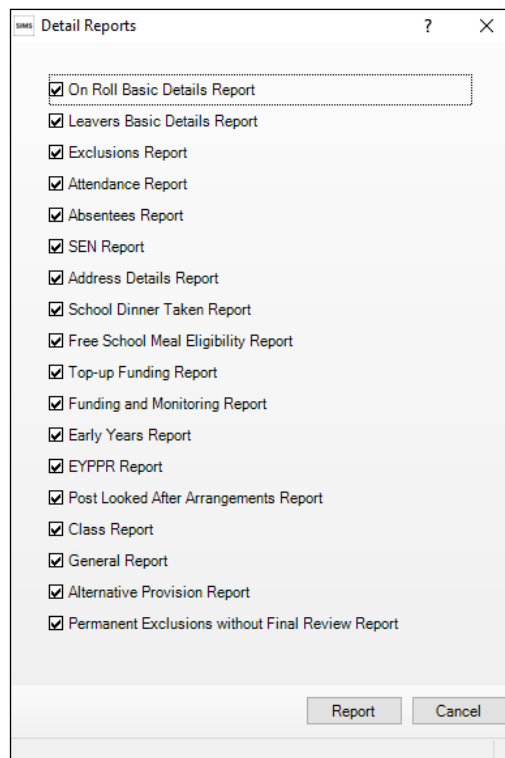 SIMS Detail Reports ? X
On Roll Basic Details Report
Leavers Basic Details Report
Exclusions Report
Attendance Report
Absentees Report
SEN Report
Address Details Report
School Dinner Taken Report
Free School Meal Eligibility Report
Top-up Funding Report
Funding and Monitoring Report
Early Years Report
EYPPR Report
Post Looked After Arrangements Report
Class Report
General Report
Alternative Provision Report
Permanent Exclusions without Final Review Report
Report Cancel